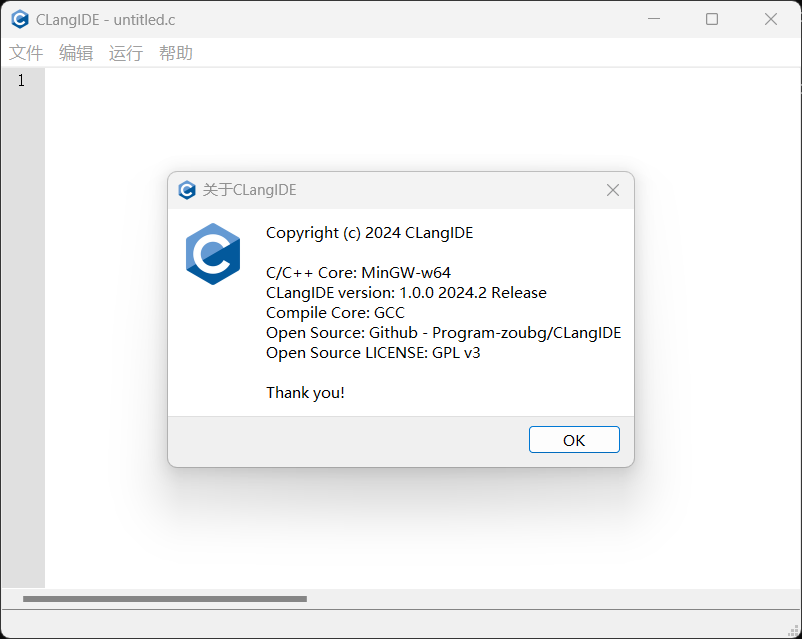 CLangIDE - untitled.c
文件 编辑 运行 帮助
1
关于CLangIDE
Copyright (c) 2024 CLangIDE
C/C++ Core: MinGW-w64
CLangIDE version: 1.0.0 2024.2 Release
Compile Core: GCC
Open Source: Github - Program-zoubg/CLangIDE
Open Source LICENSE: GPL v3
Thank you!
OK